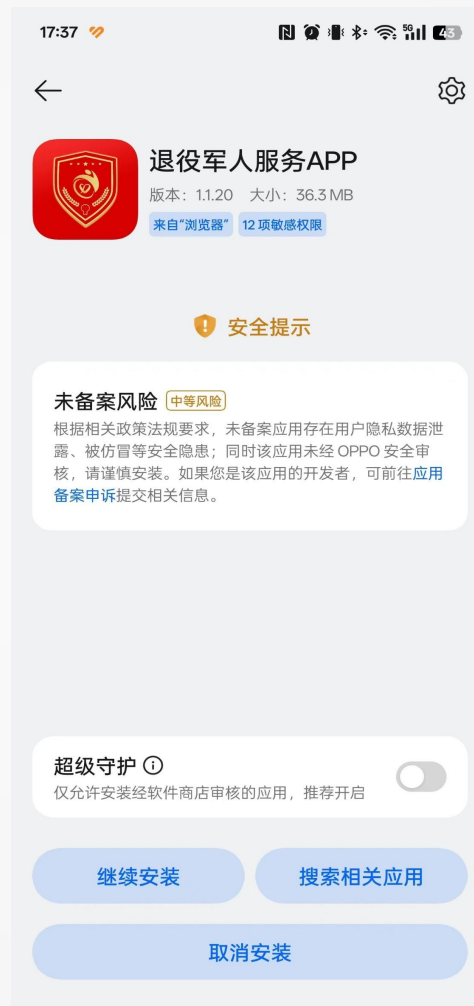 17:37
5G 43
退役军人服务APP
版本：1.1.20 大小：36.3 MB
来自“浏览器” 12 项敏感权限
安全提示
未备案风险 中等风险
根据相关政策法规要求，未备案应用存在用户隐私数据泄
露、被仿冒等安全隐患；同时该应用未经 OPPO 安全审
核，请谨慎安装。如果您是该应用的开发者，可前往应用
备案申诉提交相关信息。
超级守护
仅允许安装经软件商店审核的应用，推荐开启
继续安装 搜索相关应用
取消安装